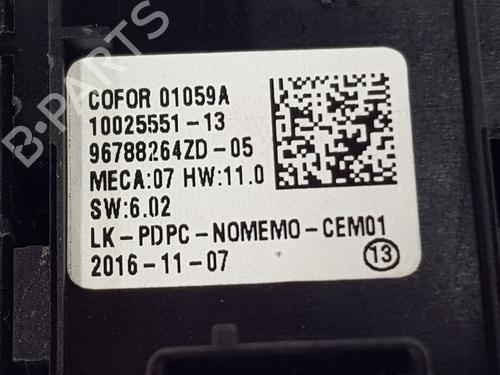 B-PARTS
COFOR 01059A
10025551-13
96788264ZD-05
MECA:07 HW:11.0
SW:6.02
LK-PDPC-NOMEMO-CEM01
2016-11-07
13